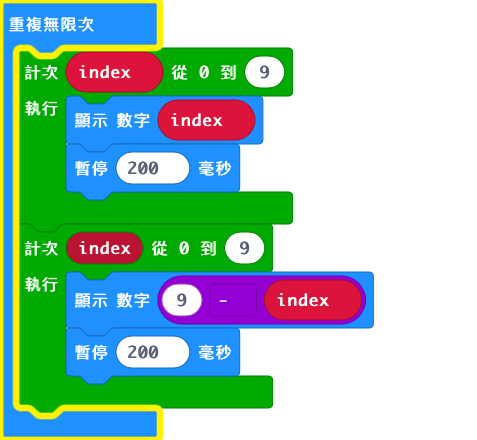 重複無限次
計次 index 從 0 到 9
執行
顯示 數字 index
暫停 200 毫秒
計次 index 從 0 到 9
執行
顯示 數字 9 - index
暫停 200 毫秒